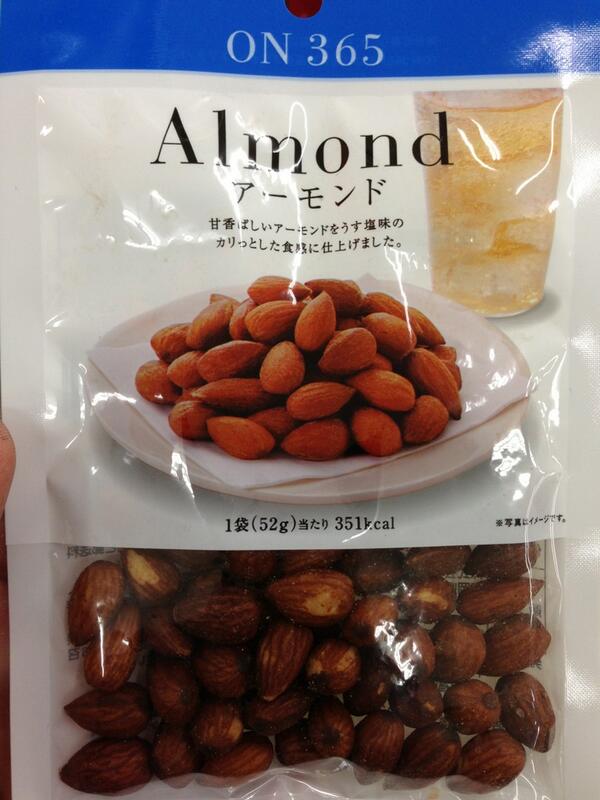 ON 365
Almond
アーモンド
甘香ばしいアーモンドをうす塩味の
カリっとした食感に仕上げました。
1袋(52g)当たり 351kcal
※写真はイメージです。